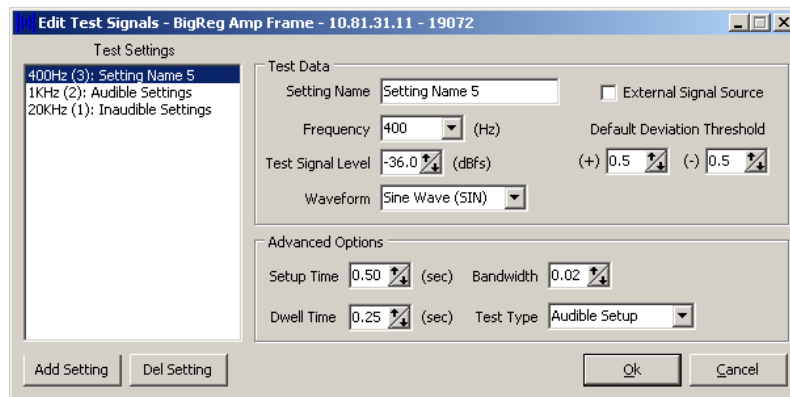 Edit Test Signals - BigReg Amp Frame - 10.81.31.11 - 19072
Test Settings
400Hz (3): Setting Name 5
1KHz (2): Audible Settings
20KHz (1): Inaudible Settings
Test Data
Setting Name Setting Name 5
External Signal Source
Frequency 400 (Hz)
Default Deviation Threshold
Test Signal Level -36.0 (dBfs)
(+) 0.5 (-) 0.5
Waveform Sine Wave (SIN)
Advanced Options
Setup Time 0.50 (sec) Bandwidth 0.02
Dwell Time 0.25 (sec) Test Type Audible Setup
Add Setting Del Setting Ok Cancel